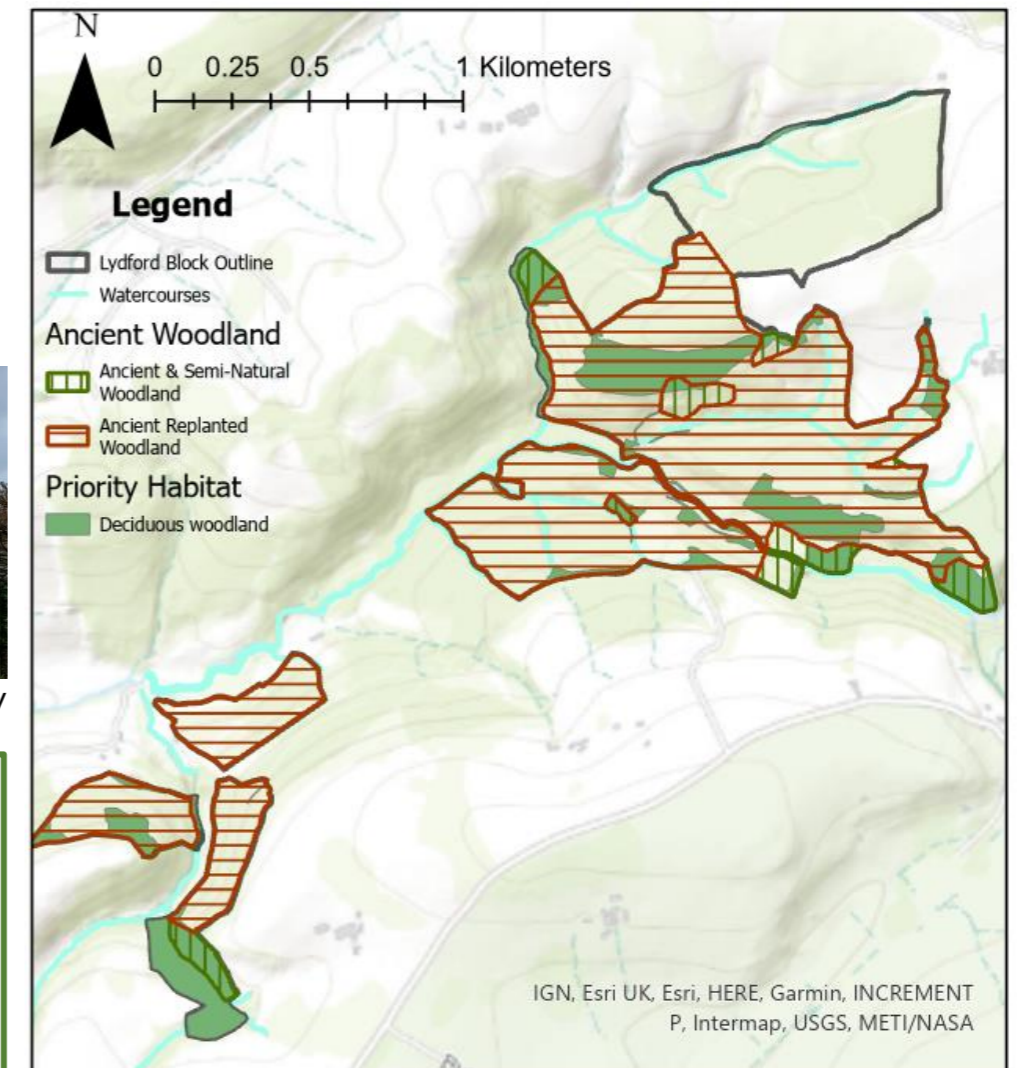 N
0 0.25 0.5 1 Kilometers
Legend
Lydford Block Outline
Watercourses
Ancient Woodland
Ancient & Semi-Natural
Woodland
Ancient Replanted
Woodland
Priority Habitat
Deciduous woodland
IGN, Esri UK, Esri, HERE, Garmin, INCREMENT
P, Intermap, USGS, METI/NASA